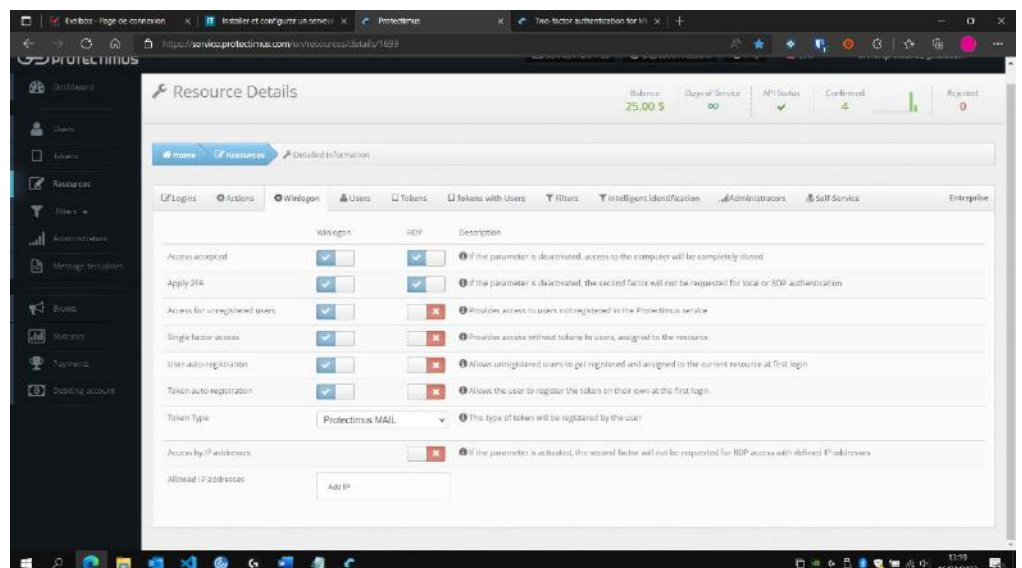 Evalbox - Page de connexion
Installer et configurer un serveur
Protectimus
Two-factor authentication for Wi
https://service.protectimus.com/en/resources/details/1699
PROTECTIMUS
Dashboard
Users
Tokens
Resources
Filters
Administrators
Message templates
Events
Statistics
Payments
Debiting account
Resource Details
Balance
25.00 $
Days of Service
∞
API Status
Confirmed
4
Rejected
0
Home
Resources
Detailed Information
Logins
Actions
Winlogon
Users
Tokens
Tokens with Users
Filters
Intelligent identification
Administrators
Self-Service
Entreprise
Winlogon RDP Description
Access accepted If the parameter is deactivated, access to the computer will be completely closed
Apply 2FA If the parameter is deactivated, the second factor will not be requested for local or RDP authentication
Access for unregistered users Provides access to users not registered in the Protectimus service
Single factor access Provides access without tokens to users, assigned to the resource
User auto-registration Allows unregistered users to get registered and assigned to the current resource at first login
Token auto-registration Allows the user to register the token on their own at the first login
Token Type Protectimus MAIL This type of token will be registered by the user
Access by IP addresses If the parameter is activated, the second factor will not be requested for RDP access with defined IP-addresses
Allowed IP addresses Add IP
13:59